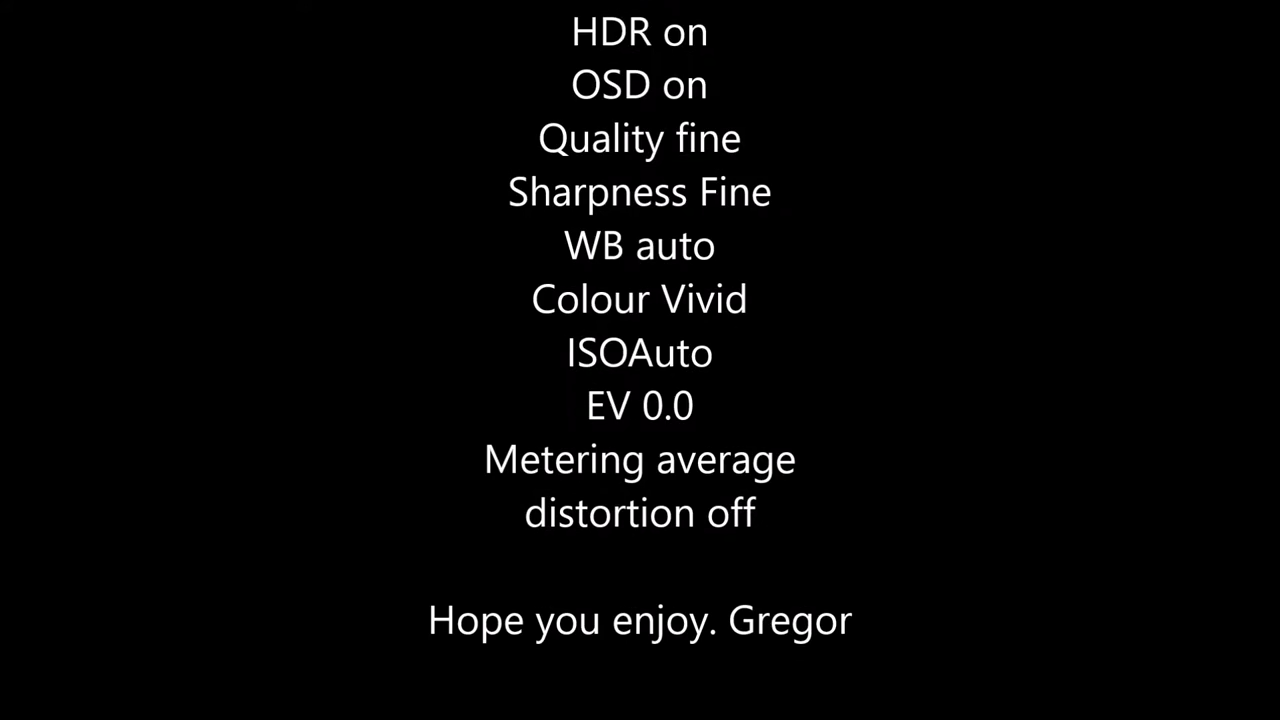 HDR on
OSD on
Quality fine
Sharpness Fine
WB auto
Colour Vivid
ISOAuto
EV 0.0
Metering average
distortion off
Hope you enjoy. Gregor